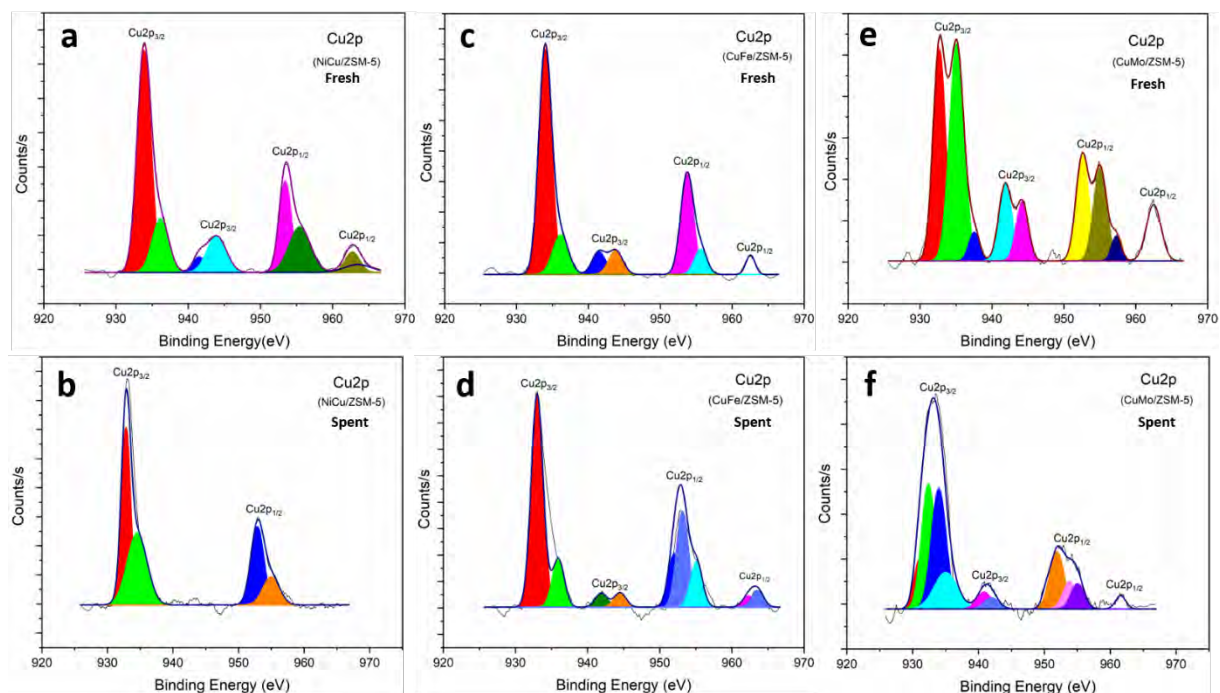 a
Cu2p3/2
Cu2p
(NiCu/ZSM-5)
Fresh
Cu2p1/2
Cu2p3/2
Cu2p1/2
Counts/s
920 930 940 950 960 970
Binding Energy(eV)
c
Cu2p3/2
Cu2p
(CuFe/ZSM-5)
Fresh
Cu2p1/2
Cu2p3/2
Cu2p1/2
Counts/s
920 930 940 950 960 970
Binding Energy (eV)
e
Cu2p3/2
Cu2p
(CuMo/ZSM-5)
Fresh
Cu2p1/2
Cu2p3/2
Cu2p1/2
Counts/s
920 930 940 950 960 970
Binding Energy (eV)
b
Cu2p3/2
Cu2p
(NiCu/ZSM-5)
Spent
Cu2p1/2
Counts/s
920 930 940 950 960 970
Binding Energy (eV)
d
Cu2p3/2
Cu2p
(CuFe/ZSM-5)
Spent
Cu2p1/2
Cu2p3/2
Cu2p1/2
Counts/s
920 930 940 950 960 970
Binding Energy (eV)
f
Cu2p3/2
Cu2p
(CuMo/ZSM-5)
Spent
Cu2p1/2
Cu2p3/2
Cu2p1/2
Counts/s
920 930 940 950 960 970
Binding Energy (eV)